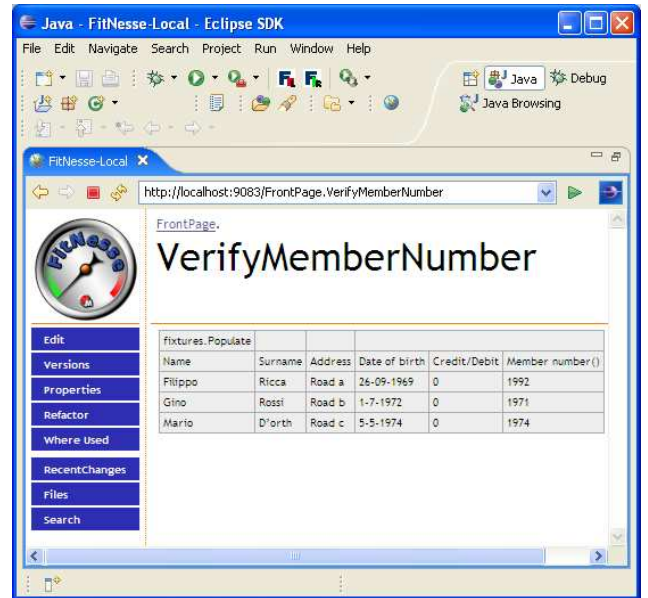 Java - FitNesse-Local - Eclipse SDK
File Edit Navigate Search Project Run Window Help
Java Debug
Java Browsing
FitNesse-Local
http://localhost:9083/FrontPage.VerifyMemberNumber
FitNesse
FrontPage.
VerifyMemberNumber
Edit
Versions
Properties
Refactor
Where Used
RecentChanges
Files
Search
fixtures.Populate
Name Surname Address Date of birth Credit/Debit Member number()
Filippo Ricca Road a 26-09-1969 0 1992
Gino Rossi Road b 1-7-1972 0 1971
Mario D'orth Road c 5-5-1974 0 1974